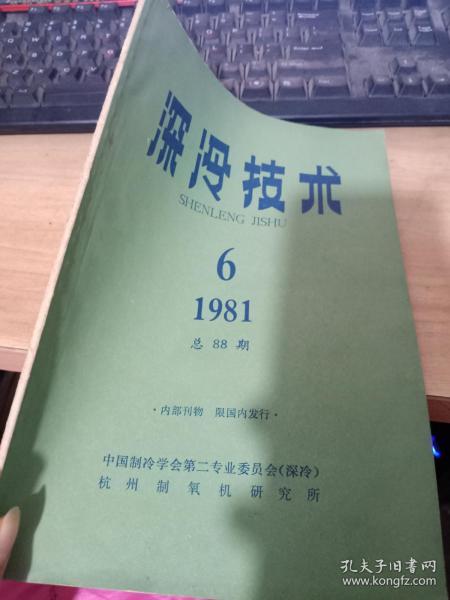 深冷技术
SHENLENG JISHU
6
1981
总 88 期
·内部刊物 限国内发行·
中国制冷学会第二专业委员会(深冷)
杭州制氧机研究所
孔夫子旧书网
www.kongfz.com